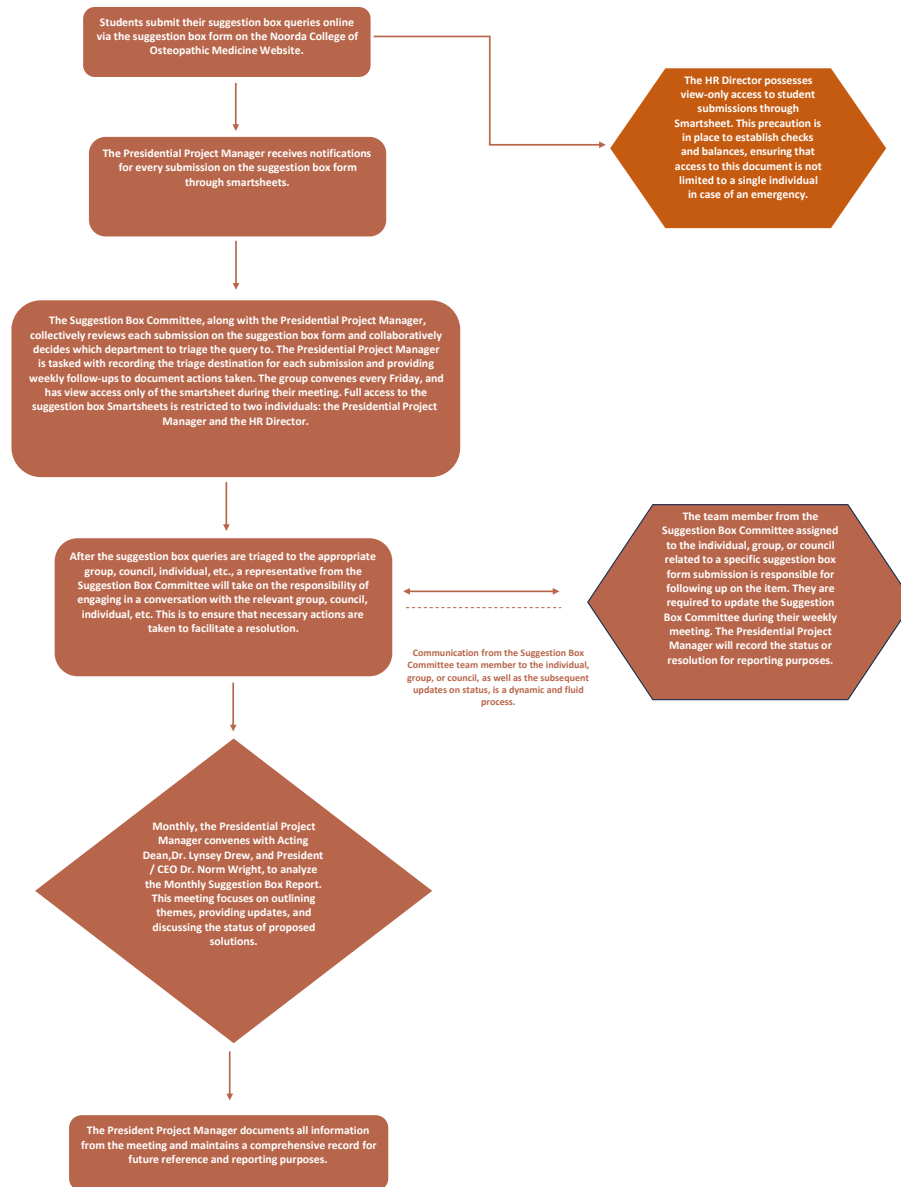 Students submit their suggestion box queries online
via the suggestion box form on the Noorda College of
Osteopathic Medicine Website.
The HR Director possesses
view-only access to student
submissions through
Smartsheet. This precaution is
in place to establish checks
and balances, ensuring that
access to this document is not
limited to a single individual
in case of an emergency.
The Presidential Project Manager receives notifications
for every submission on the suggestion box form
through smartsheets.
The Suggestion Box Committee, along with the Presidential Project Manager,
collectively reviews each submission on the suggestion box form and collaboratively
decides which department to triage the query to. The Presidential Project Manager
is tasked with recording the triage destination for each submission and providing
weekly follow-ups to document actions taken. The group convenes every Friday, and
has view access only of the smartsheet during their meeting. Full access to the
suggestion box Smartsheets is restricted to two individuals: the Presidential Project
Manager and the HR Director.
After the suggestion box queries are triaged to the appropriate
group, council, individual, etc., a representative from the
Suggestion Box Committee will take on the responsibility of
engaging in a conversation with the relevant group, council,
individual, etc. This is to ensure that necessary actions are
taken to facilitate a resolution.
The team member from the
Suggestion Box Committee assigned
to the individual, group, or council
related to a specific suggestion box
form submission is responsible for
following up on the item. They are
required to update the Suggestion
Box Committee during their weekly
meeting. The Presidential Project
Manager will record the status or
resolution for reporting purposes.
Communication from the Suggestion Box
Committee team member to the individual,
group, or council, as well as the subsequent
updates on status, is a dynamic and fluid
process.
Monthly, the Presidential Project
Manager convenes with Acting
Dean,Dr. Lynsey Drew, and President
/ CEO Dr. Norm Wright, to analyze
the Monthly Suggestion Box Report.
This meeting focuses on outlining
themes, providing updates, and
discussing the status of proposed
solutions.
The President Project Manager documents all information
from the meeting and maintains a comprehensive record for
future reference and reporting purposes.